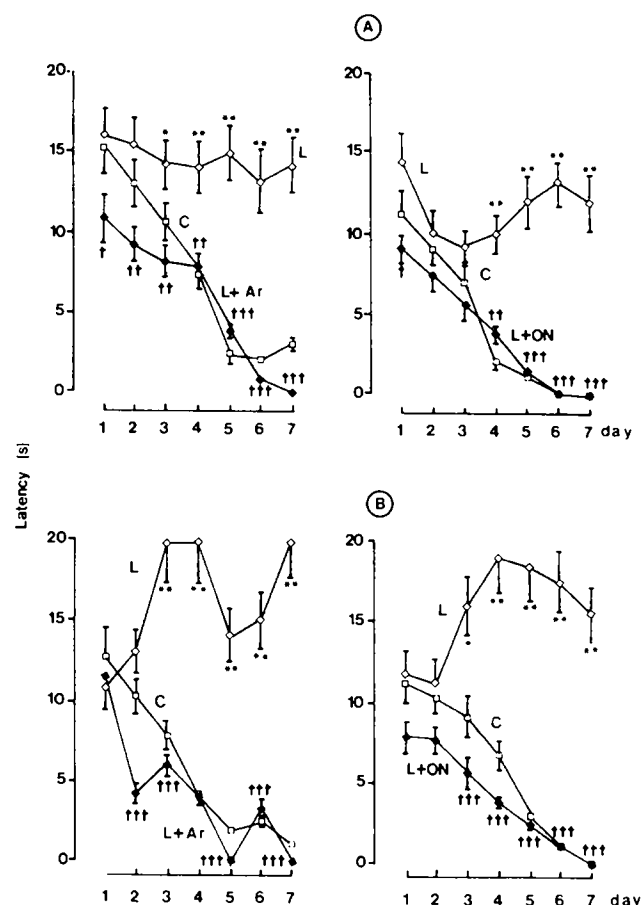 A
20
15
10
5
0
L
C
L+Ar
* ** ** ** **
† †† †† †† ††† ††† †††
1 2 3 4 5 6 7
20
15
10
5
0
L
C
L+ON
** ** ** **
† †† ††† ††† †††
1 2 3 4 5 6 7 day
Latency [s]
B
20
15
10
5
0
L
C
L+Ar
** ** ** ** **
††† ††† ††† ††† †††
1 2 3 4 5 6 7
20
15
10
5
0
L
C
L+ON
* ** ** ** **
††† ††† ††† ††† †††
1 2 3 4 5 6 7 day